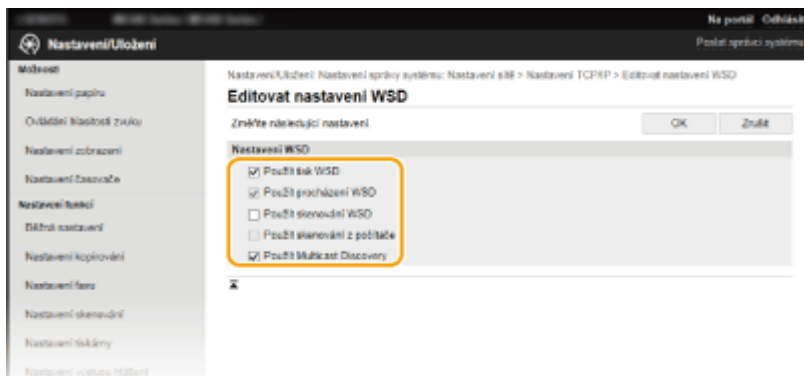 Na portál Odhlásit
Nastavení/Uložení
Poslat správci systému
Možnosti
Nastavení papíru
Ovládání hlasitosti zvuku
Nastavení zobrazení
Nastavení časovače
Nastavení funkcí
Běžná nastavení
Nastavení kopírování
Nastavení faxu
Nastavení skenování
Nastavení tiskárny
Nastavení výstupu hlášení
Nastavení/Uložení: Nastavení správy systému: Nastavení sítě > Nastavení TCP/IP > Editovat nastavení WSD
Editovat nastavení WSD
Změňte následující nastavení.
OK
Zrušit
Nastavení WSD
Použít tisk WSD
Použít procházení WSD
Použít skenování WSD
Použít skenování z počítače
Použít Multicast Discovery